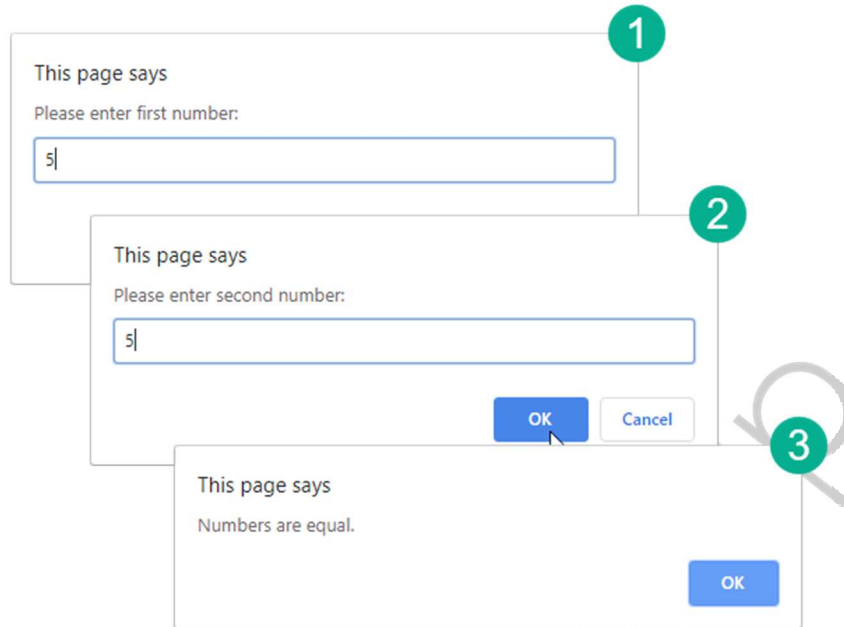 1
This page says
Please enter first number:
5
2
This page says
Please enter second number:
5
OK Cancel
3
This page says
Numbers are equal.
OK